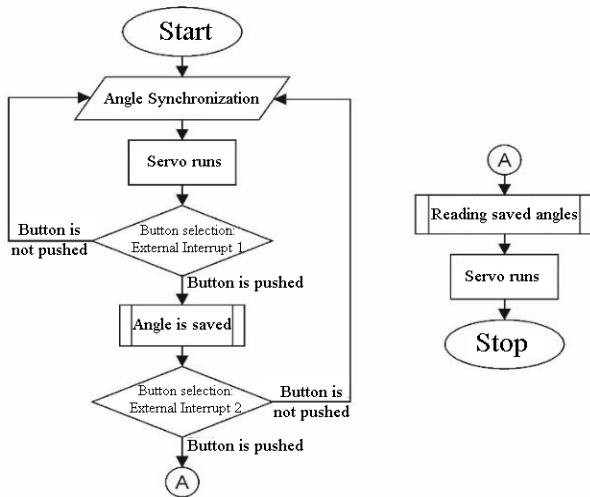 Start
Angle Synchronization
Servo runs
Button selection:
External Interrupt 1
Button is
not pushed
Button is pushed
Angle is saved
Button selection:
External Interrupt 2
Button is
not pushed
Button is pushed
A
A
Reading saved angles
Servo runs
Stop